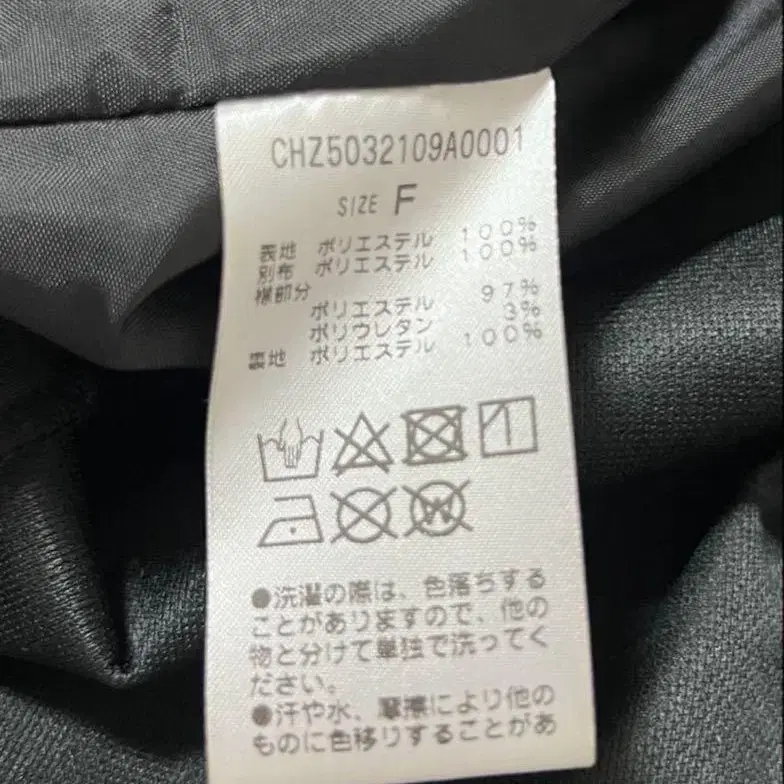 CHZ5032109A0001
SIZE F
表地 ポリエステル 100%
別布 ポリエステル 100%
裾部分
ポリエステル 97%
ポリウレタン 3%
裏地 ポリエステル 100%
W
●洗濯の際は、色落ちする
ことがありますので、他の
物と分けて単独で洗ってく
ださい。
●汗や水、摩擦により他の
ものに色移りすることがあ